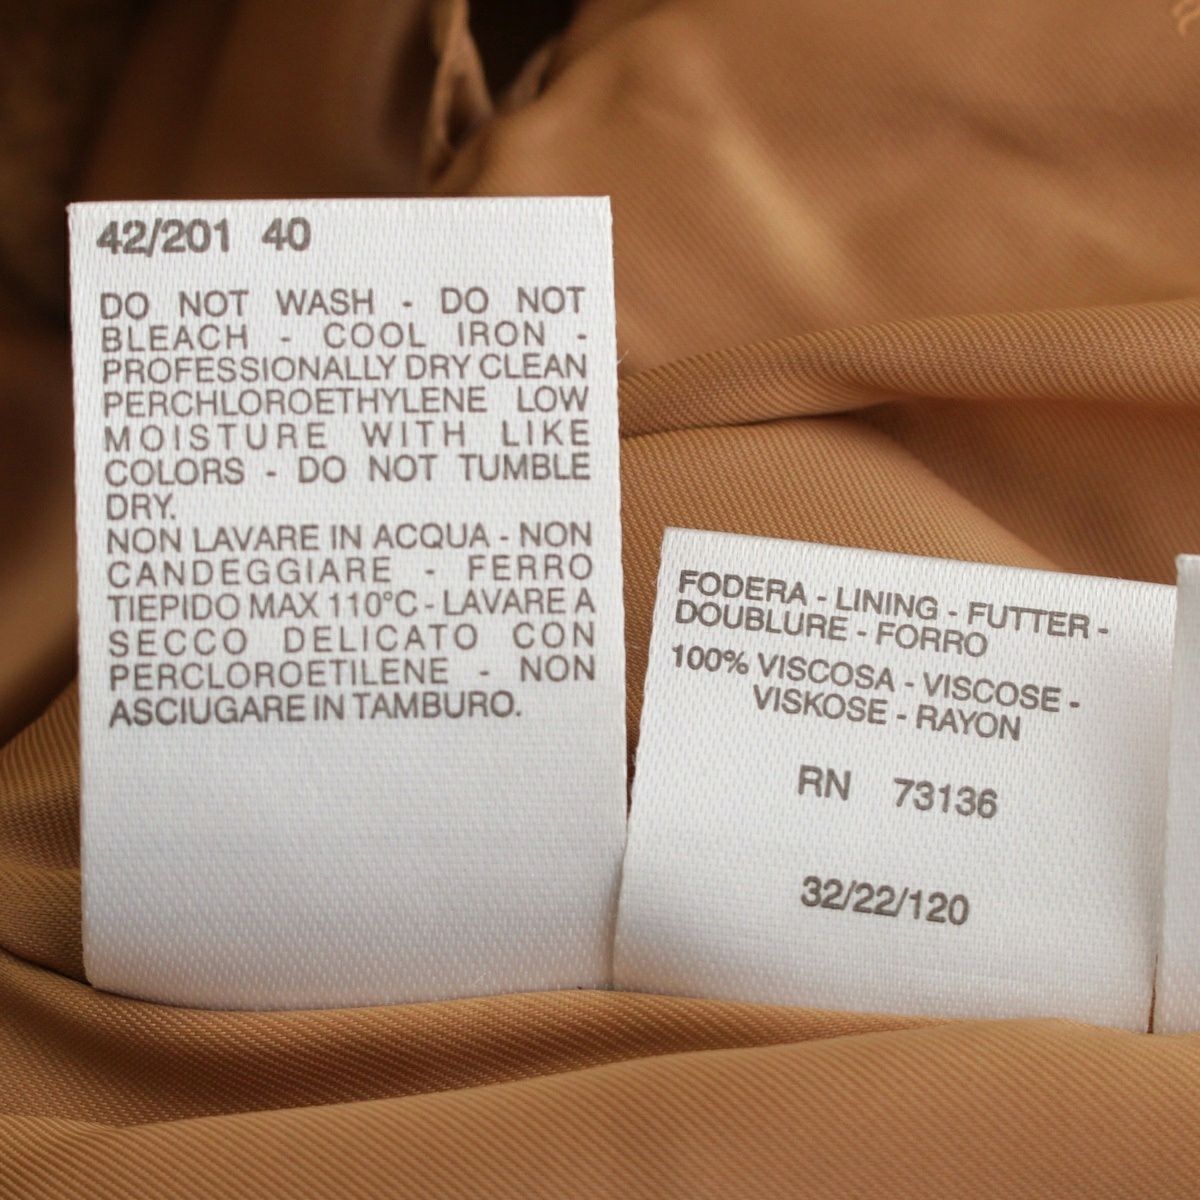 42/201 40
DO NOT WASH - DO NOT
BLEACH - COOL IRON -
PROFESSIONALLY DRY CLEAN
PERCHLOROETHYLENE LOW
MOISTURE WITH LIKE
COLORS - DO NOT TUMBLE
DRY.
NON LAVARE IN ACQUA - NON
CANDEGGIARE - FERRO
TIEPIDO MAX 110°C - LAVARE A
SECCO DELICATO CON
PERCLOROETILENE - NON
ASCIUGARE IN TAMBURO.
FODERA - LINING - FUTTER -
DOUBLURE - FORRO
100% VISCOSA - VISCOSE -
VISKOSE - RAYON
RN 73136
32/22/120